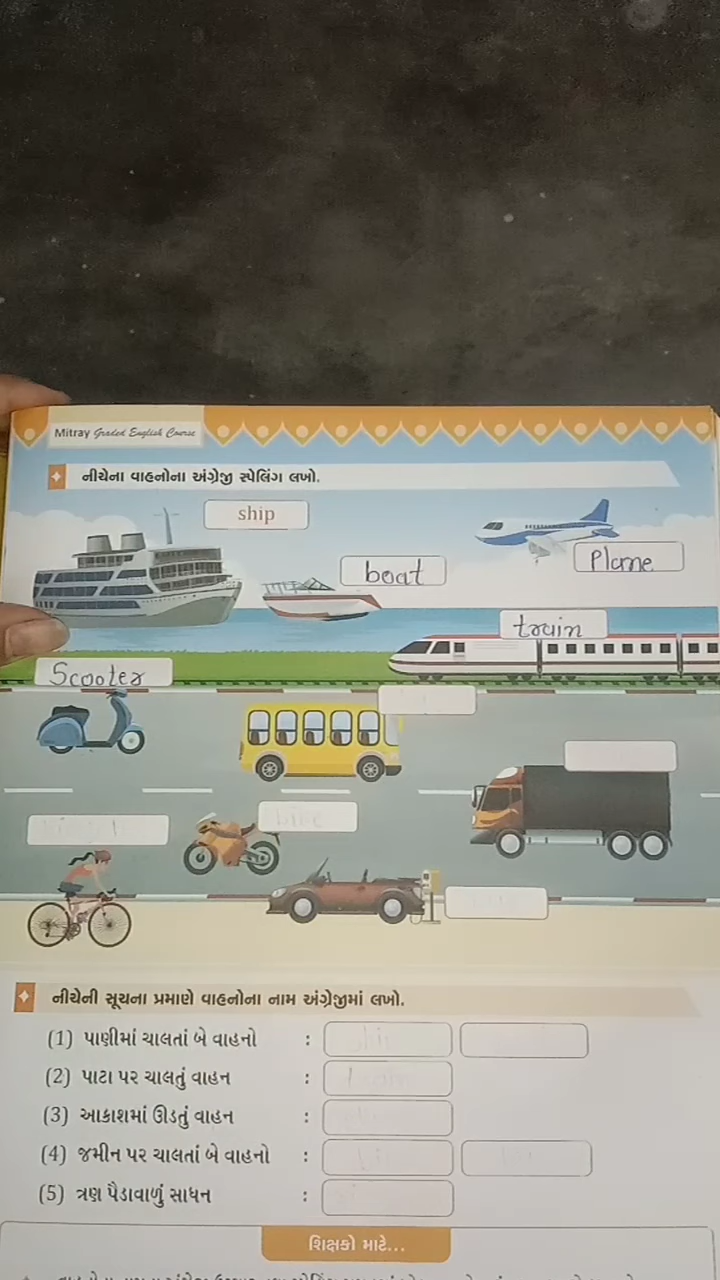 Mitray Graded English Course
નીચેના વાહનોના અંગ્રેજી સ્પેલિંગ લખો.
ship
boat
Plane
train
Scooter
નીચેની સૂચના પ્રમાણે વાહનોના નામ અંગ્રેજીમાં લખો.
(1) પાણીમાં ચાલતાં બે વાહનો :
(2) પાટા પર ચાલતું વાહન :
(3) આકાશમાં ઊડતું વાહન :
(4) જમીન પર ચાલતાં બે વાહનો :
(5) ત્રણ પૈડાવાળું સાધન :
શિક્ષકો માટે...